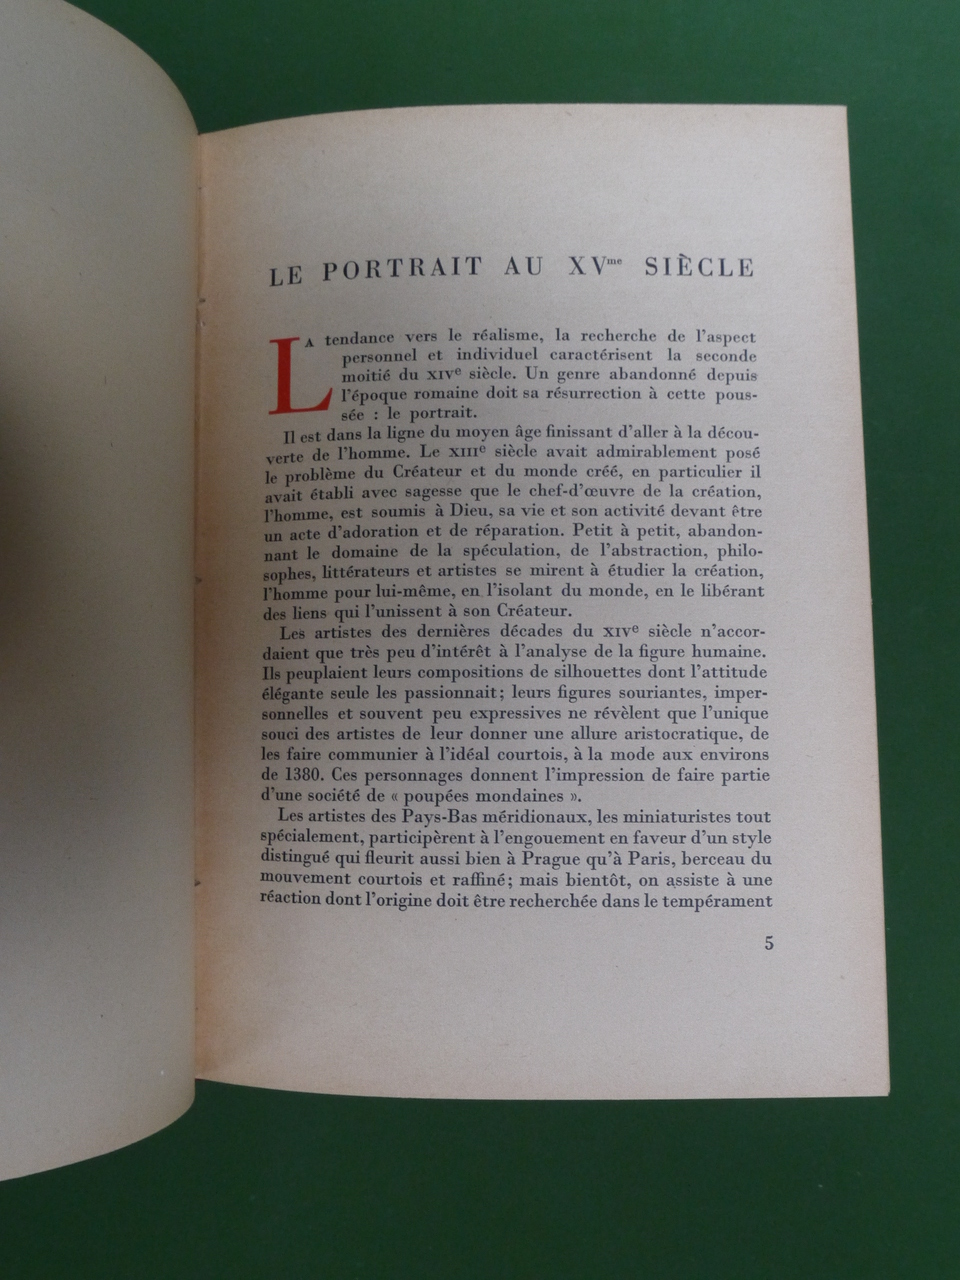 LE PORTRAIT AU XVme SIÈCLE
LA tendance vers le réalisme, la recherche de l'aspect
personnel et individuel caractérisent la seconde
moitié du XIVe siècle. Un genre abandonné depuis
l'époque romaine doit sa résurrection à cette pous-
sée : le portrait.
Il est dans la ligne du moyen âge finissant d'aller à la décou-
verte de l'homme. Le XIIIe siècle avait admirablement posé
le problème du Créateur et du monde créé, en particulier il
avait établi avec sagesse que le chef-d'œuvre de la création,
l'homme, est soumis à Dieu, sa vie et son activité devant être
un acte d'adoration et de réparation. Petit à petit, abandon-
nant le domaine de la spéculation, de l'abstraction, philo-
sophes, littérateurs et artistes se mirent à étudier la création,
l'homme pour lui-même, en l'isolant du monde, en le libérant
des liens qui l'unissent à son Créateur.
Les artistes des dernières décades du XIVe siècle n'accor-
daient que très peu d'intérêt à l'analyse de la figure humaine.
Ils peuplaient leurs compositions de silhouettes dont l'attitude
élégante seule les passionnait; leurs figures souriantes, imper-
sonnelles et souvent peu expressives ne révèlent que l'unique
souci des artistes de leur donner une allure aristocratique, de
les faire communier à l'idéal courtois, à la mode aux environs
de 1380. Ces personnages donnent l'impression de faire partie
d'une société de « poupées mondaines ».
Les artistes des Pays-Bas méridionaux, les miniaturistes tout
spécialement, participèrent à l'engouement en faveur d'un style
distingué qui fleurit aussi bien à Prague qu'à Paris, berceau du
mouvement courtois et raffiné; mais bientôt, on assiste à une
réaction dont l'origine doit être recherchée dans le tempérament
5